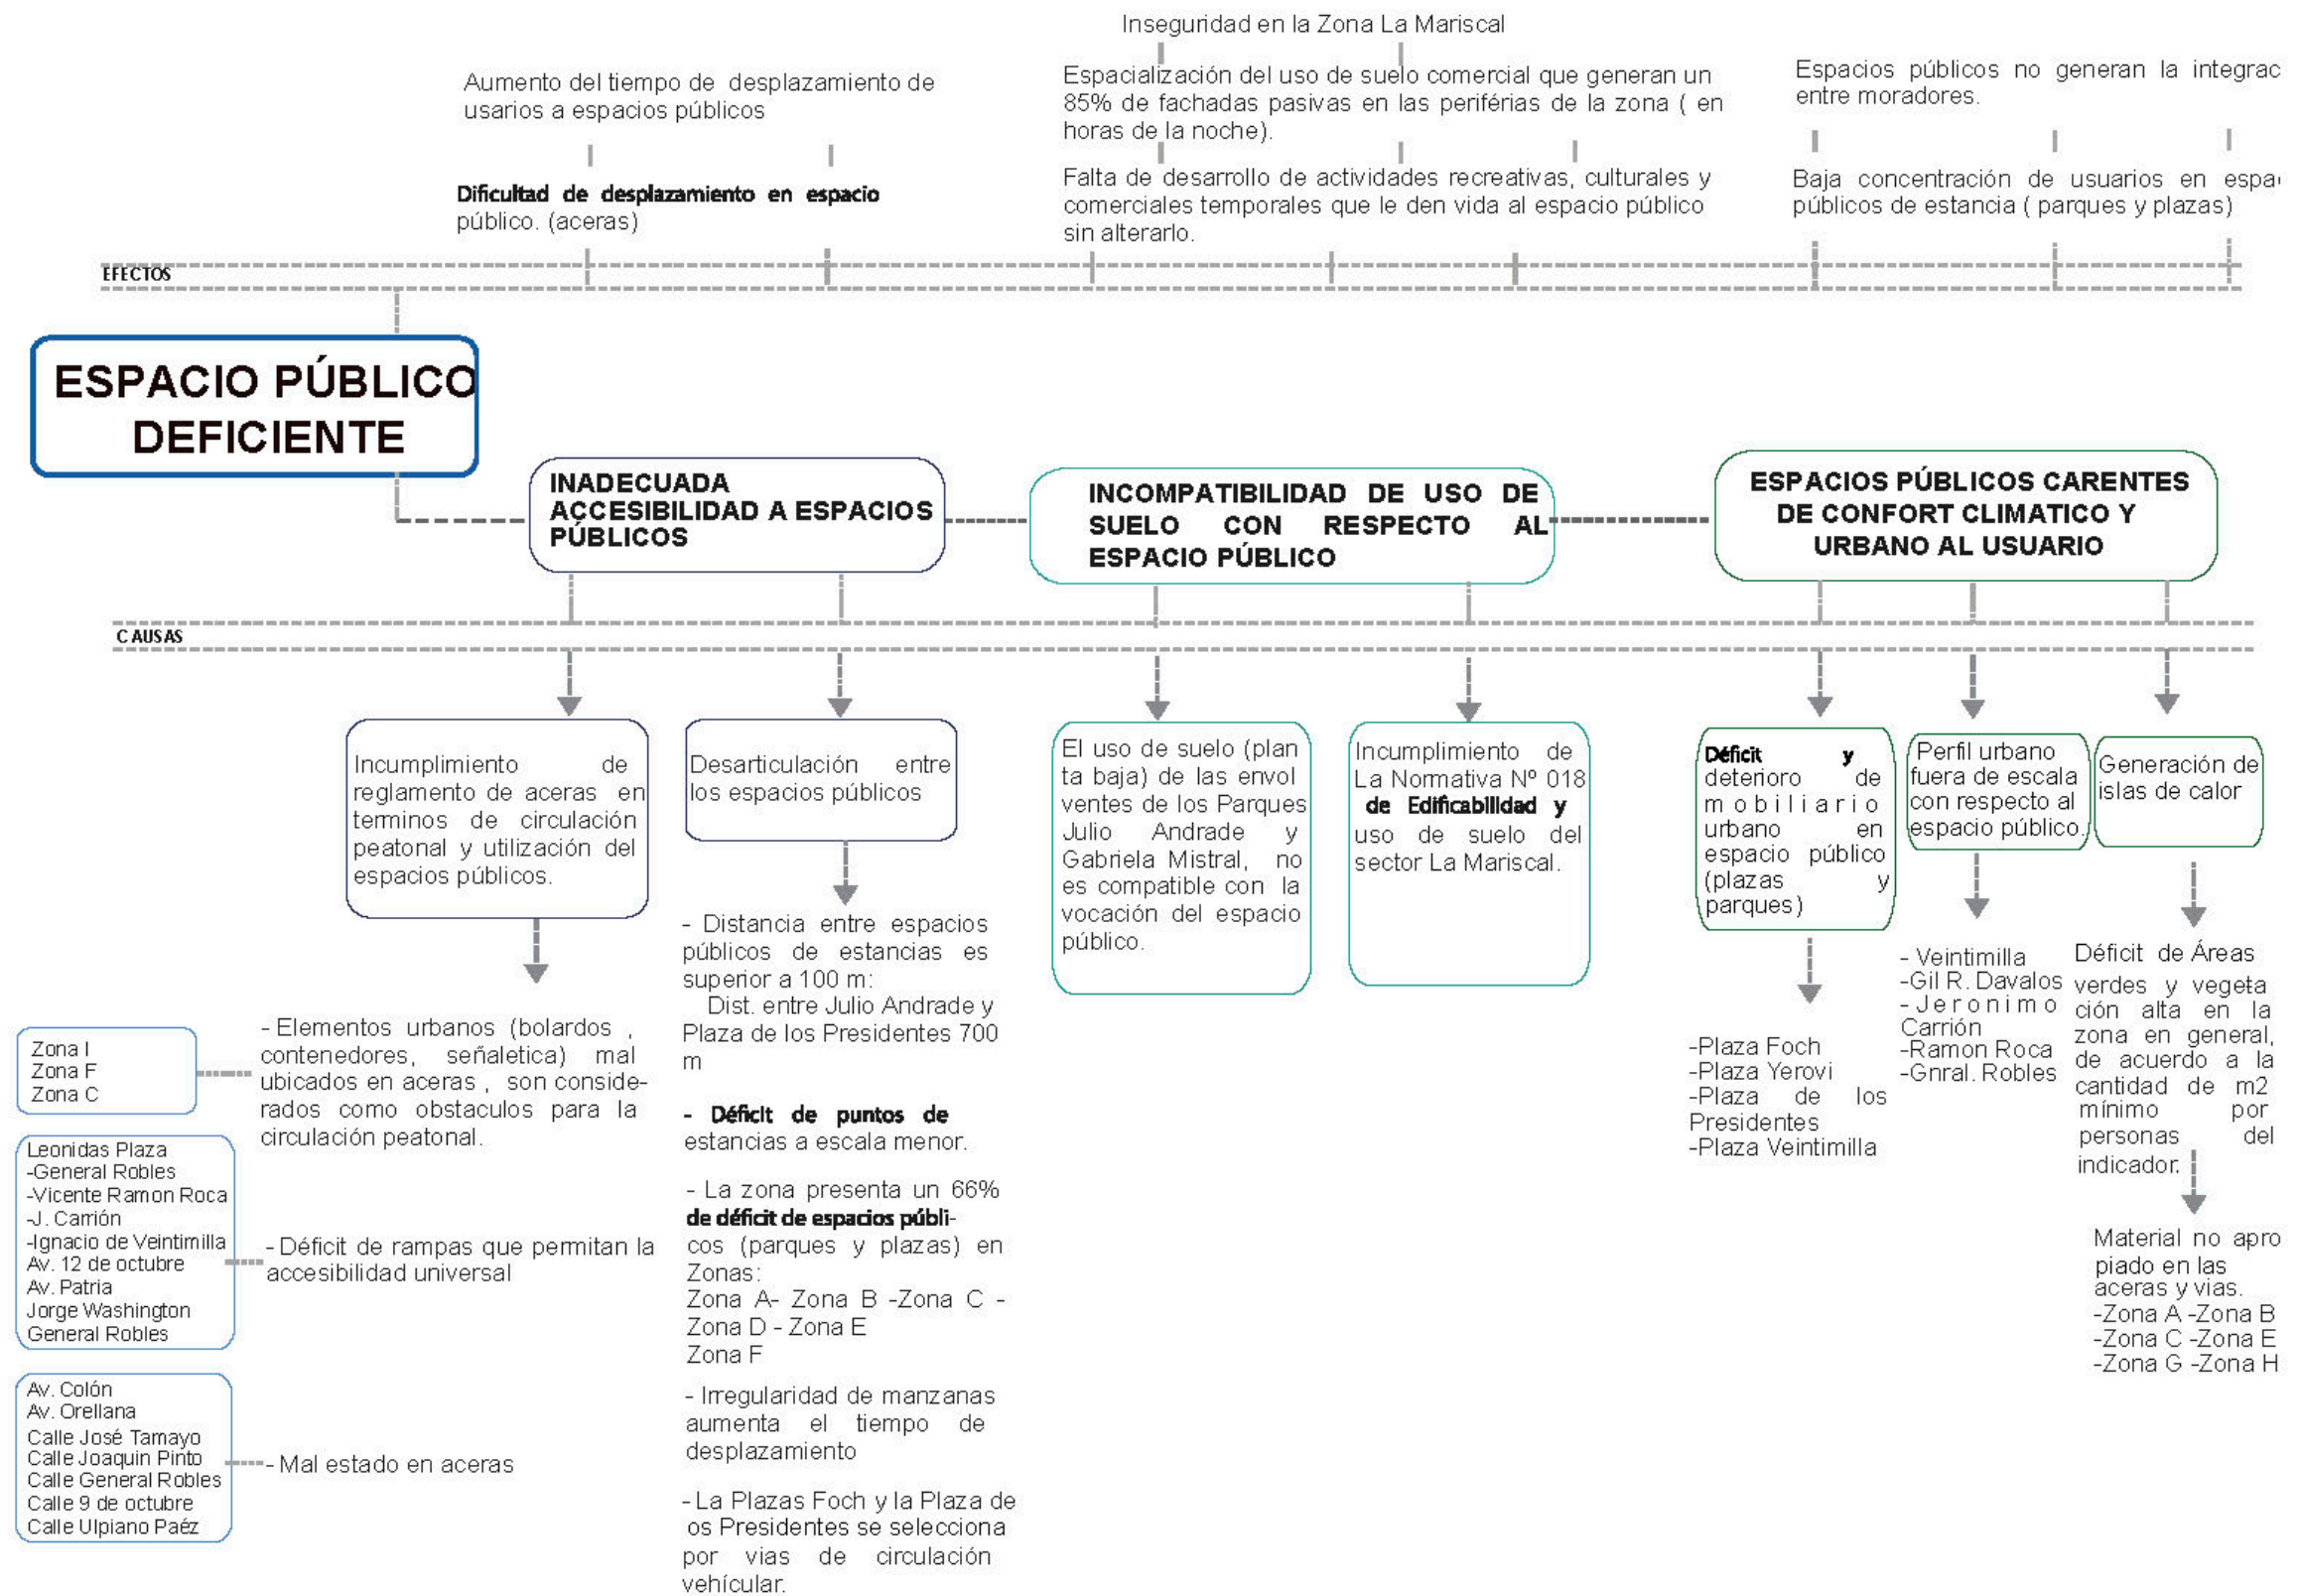 Inseguridad en la Zona La Mariscal
Aumento del tiempo de desplazamiento de
usarios a espacios públicos
Espacialización del uso de suelo comercial que generan un
85% de fachadas pasivas en las periférias de la zona ( en
horas de la noche).
Espacios públicos no generan la integrac
entre moradores.
Dificultad de desplazamiento en espacio
público. (aceras)
Falta de desarrollo de actividades recreativas, culturales y
comerciales temporales que le den vida al espacio público
sin alterarlo.
Baja concentración de usuarios en espa
públicos de estancia ( parques y plazas)
EFECTOS
ESPACIO PÚBLICO
DEFICIENTE
INADECUADA
ACCESIBILIDAD A ESPACIOS
PÚBLICOS
INCOMPATIBILIDAD DE USO DE
SUELO CON RESPECTO AL
ESPACIO PÚBLICO
ESPACIOS PÚBLICOS CARENTES
DE CONFORT CLIMATICO Y
URBANO AL USUARIO
CAUSAS
Incumplimiento de
reglamento de aceras en
terminos de circulación
peatonal y utilización del
espacios públicos.
Desarticulación entre
los espacios públicos
El uso de suelo (plan
ta baja) de las envol
ventes de los Parques
Julio Andrade y
Gabriela Mistral, no
es compatible con la
vocación del espacio
público.
Incumplimiento de
La Normativa Nº 018
de Edificabilidad y
uso de suelo del
sector La Mariscal.
Déficit y
deterioro de
mobiliario
urbano en
espacio público
(plazas y
parques)
Perfil urbano
fuera de escala
con respecto al
espacio público.
Generación de
islas de calor
- Elementos urbanos (bolardos ,
contenedores, señaletica) mal
ubicados en aceras , son conside-
rados como obstaculos para la
circulación peatonal.
Zona I
Zona F
Zona C
- Déficit de rampas que permitan la
accesibilidad universal
Leonidas Plaza
-General Robles
-Vicente Ramon Roca
-J. Carrión
-Ignacio de Veintimilla
Av. 12 de octubre
Av. Patria
Jorge Washington
General Robles
- Mal estado en aceras
Av. Colón
Av. Orellana
Calle José Tamayo
Calle Joaquin Pinto
Calle General Robles
Calle 9 de octubre
Calle Ulpiano Paéz
- Distancia entre espacios
públicos de estancias es
superior a 100 m:
Dist. entre Julio Andrade y
Plaza de los Presidentes 700
m
- Déficit de puntos de
estancias a escala menor.
- La zona presenta un 66%
de déficit de espacios públi-
cos (parques y plazas) en
Zonas:
Zona A- Zona B -Zona C -
Zona D - Zona E
Zona F
- Irregularidad de manzanas
aumenta el tiempo de
desplazamiento
- La Plazas Foch y la Plaza de
os Presidentes se selecciona
por vias de circulación
vehícular.
-Plaza Foch
-Plaza Yerovi
-Plaza de los
Presidentes
-Plaza Veintimilla
- Veintimilla
-Gil R. Davalos
- Jeronimo
Carrión
-Ramon Roca
-Gnral. Robles
Déficit de Áreas
verdes y vegeta
ción alta en la
zona en general,
de acuerdo a la
cantidad de m2
mínimo por
personas del
indicador.
Material no apro
piado en las
aceras y vias.
-Zona A -Zona B
-Zona C -Zona E
-Zona G -Zona H